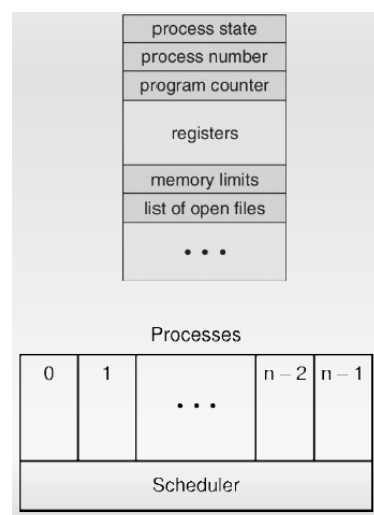 process state
process number
program counter
registers
memory limits
list of open files
• • •
Processes
0 1 • • • n – 2 n – 1
Scheduler